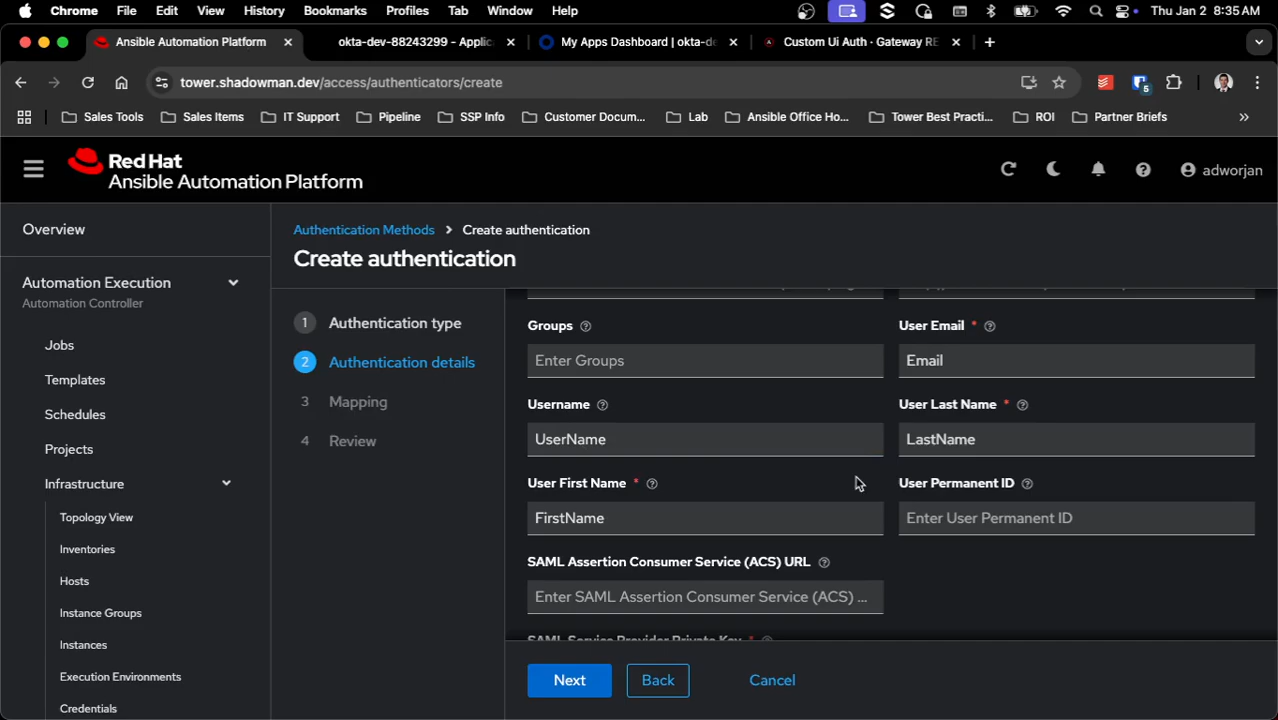 Chrome File Edit View History Bookmarks Profiles Tab Window Help Thu Jan 2 8:35 AM
Ansible Automation Platform okta-dev-88243299 - Applic My Apps Dashboard | okta-de Custom Ui Auth · Gateway RE
tower.shadowman.dev/access/authenticators/create 5
Sales Tools Sales Items IT Support Pipeline SSP Info Customer Docum... Lab Ansible Office Ho... Tower Best Practi... ROI Partner Briefs »
Red Hat
Ansible Automation Platform
adworjan
Overview
Automation Execution
Automation Controller
Jobs
Templates
Schedules
Projects
Infrastructure
Topology View
Inventories
Hosts
Instance Groups
Instances
Execution Environments
Credentials
Authentication Methods > Create authentication
Create authentication
1 Authentication type
2 Authentication details
3 Mapping
4 Review
Groups
Enter Groups
User Email *
Email
Username
UserName
User Last Name *
LastName
User First Name *
FirstName
User Permanent ID
Enter User Permanent ID
SAML Assertion Consumer Service (ACS) URL
Enter SAML Assertion Consumer Service (ACS) ...
SAML Service Provider Private Key *
Next Back Cancel